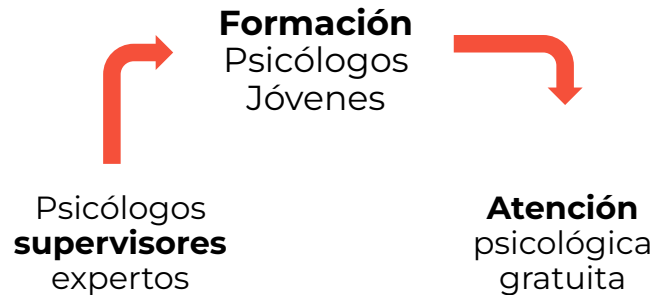 Formación
Psicólogos
Jóvenes
Psicólogos
supervisores
expertos
Atención
psicológica
gratuita